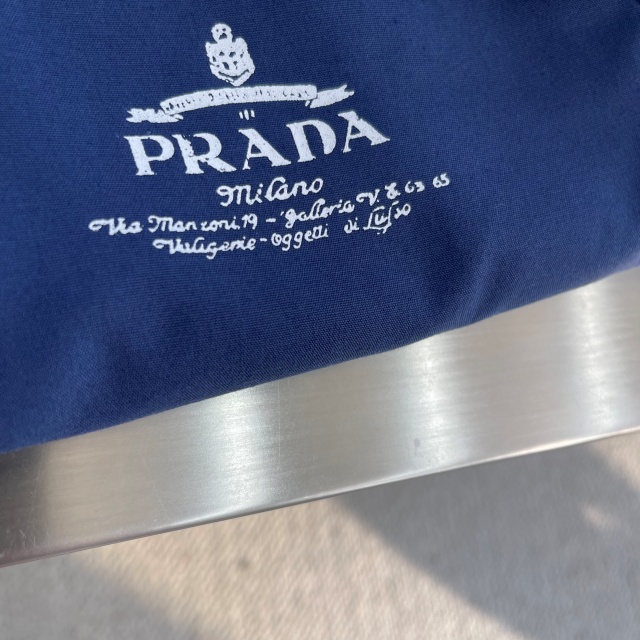 PRADA
Milano
Via Manzoni 19 - galleria V. E. 63 65
Valigerie - oggetti di Lusso